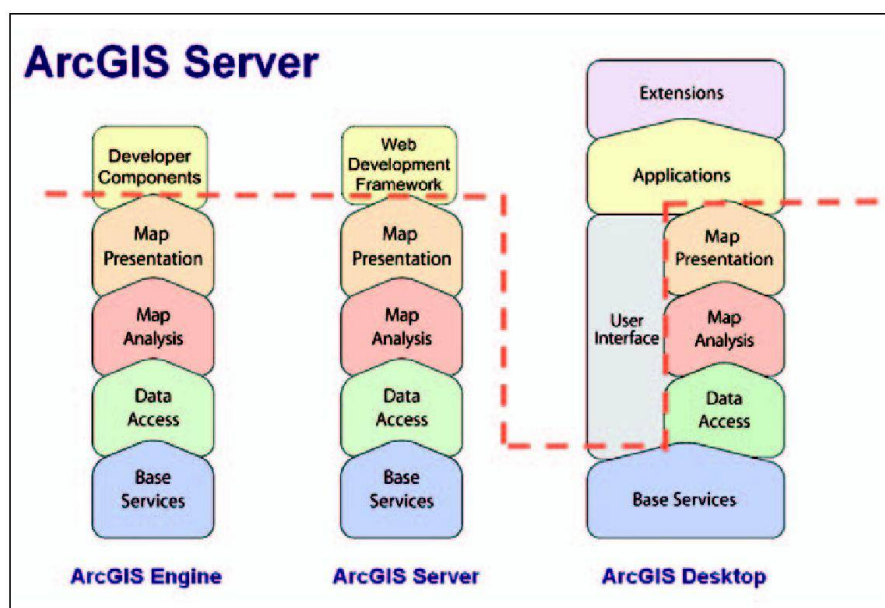 ArcGIS Server
Developer
Components
Map
Presentation
Map
Analysis
Data
Access
Base
Services
ArcGIS Engine
Web
Development
Framework
Map
Presentation
Map
Analysis
Data
Access
Base
Services
ArcGIS Server
Extensions
Applications
User
Interface
Map
Presentation
Map
Analysis
Data
Access
Base Services
ArcGIS Desktop